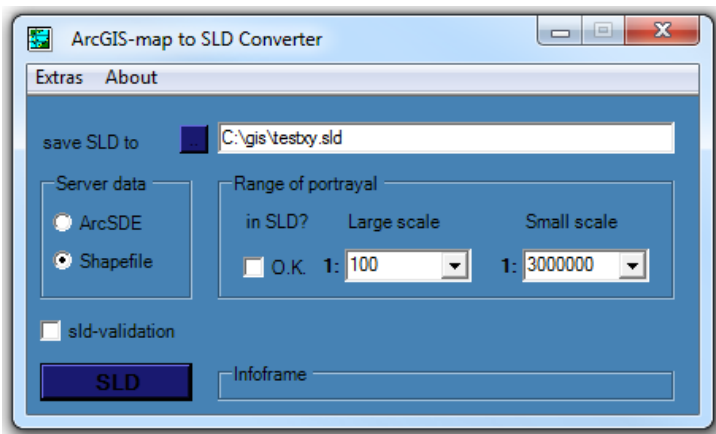 ArcGIS-map to SLD Converter
Extras About
save SLD to .. C:\gis\testxy.sld
Server data
Range of portrayal
ArcSDE
Shapefile
in SLD? Large scale Small scale
O.K. 1: 100 1: 3000000
sld-validation
SLD
Infoframe